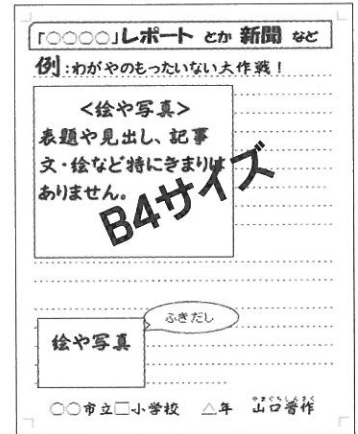 「○○○○」レポート とか 新聞 など
例:わがやのもったいない大作戦!
<絵や写真>
表題や見出し、記事
文・絵など特にきまりは
ありません。
B4サイズ
ふきだし
絵や写真
やまぐちしんさく
○○市立□小学校 △年 山口晋作